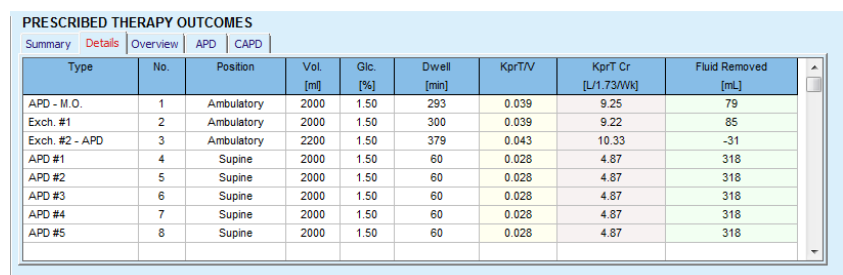 PRESCRIBED THERAPY OUTCOMES
Summary Details Overview APD CAPD
Type No. Position Vol. Glc. Dwell KprT/V KprT Cr Fluid Removed
[ml] [%] [min] [L/1.73/Wk] [mL]
APD - M.O. 1 Ambulatory 2000 1.50 293 0.039 9.25 79
Exch. #1 2 Ambulatory 2000 1.50 300 0.039 9.22 85
Exch. #2 - APD 3 Ambulatory 2200 1.50 379 0.043 10.33 -31
APD #1 4 Supine 2000 1.50 60 0.028 4.87 318
APD #2 5 Supine 2000 1.50 60 0.028 4.87 318
APD #3 6 Supine 2000 1.50 60 0.028 4.87 318
APD #4 7 Supine 2000 1.50 60 0.028 4.87 318
APD #5 8 Supine 2000 1.50 60 0.028 4.87 318